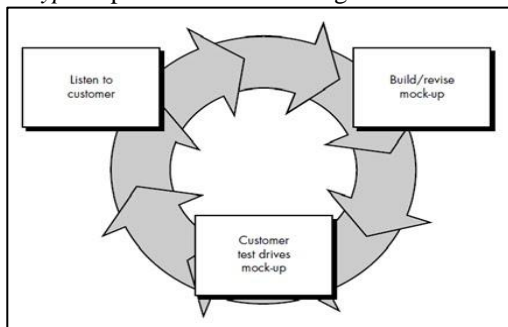 Listen to
customer
Build/revise
mock-up
Customer
test drives
mock-up